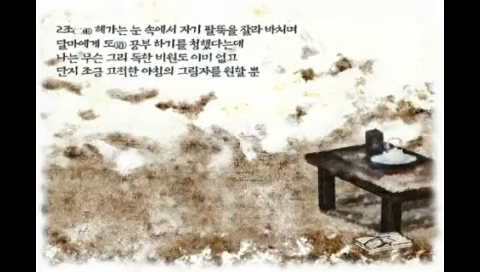 2조(二祖) 혜가는 눈 속에서 자기 팔뚝을 잘라 바치며
달마에게 도(道) 공부 하기를 청했다는데
나는 무슨 그리 독한 비원도 이미 없고
단지 조금 고적한 아침의 그림자를 원할 뿐